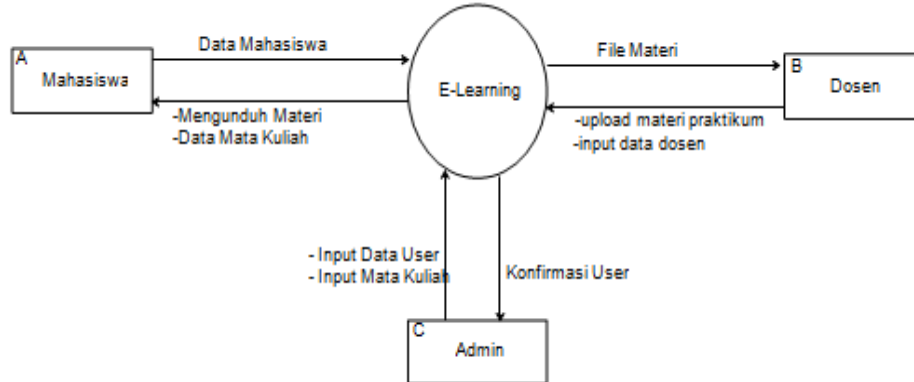 A
Mahasiswa
Data Mahasiswa
-Mengunduh Materi
-Data Mata Kuliah
E-Learning
File Materi
-upload materi praktikum
-input data dosen
B
Dosen
- Input Data User
- Input Mata Kuliah
Konfirmasi User
C
Admin